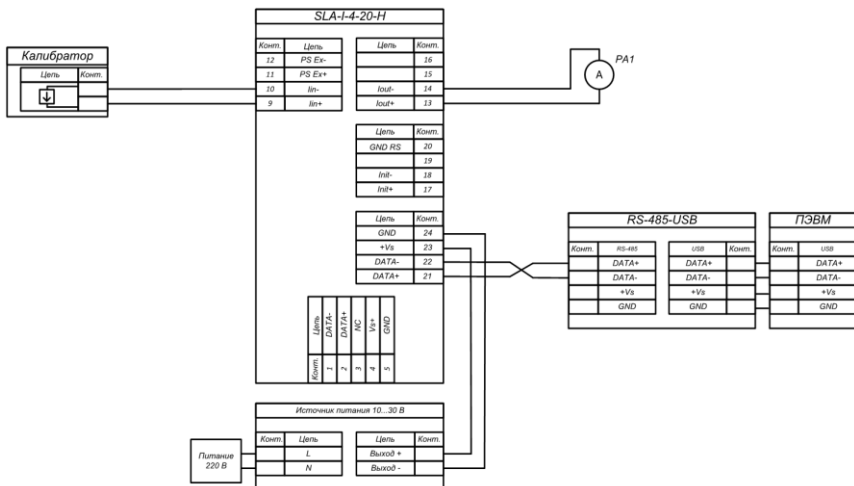 SLA-I-4-20-H
Конт. Цепь
12 PS Ex-
11 PS Ex+
10 Iin-
9 Iin+
Цепь Конт.
16
15
Iout- 14
Iout+ 13
Калибратор
Цепь Конт.
A
PA1
Цепь Конт.
GND RS 20
19
Init- 18
Init+ 17
Цепь Конт.
GND 24
+Vs 23
DATA- 22
DATA+ 21
RS-485-USB
Конт. RS-485
DATA+
DATA-
+Vs
GND
USB Конт.
DATA+
DATA-
+Vs
GND
ПЭВМ
Конт. USB
DATA+
DATA-
+Vs
GND
Конт. Цепь
1 DATA-
2 DATA+
3 NC
4 Vs+
5 GND
Источник питания 10...30 В
Конт. Цепь
L
N
Цепь Конт.
Выход +
Выход -
Питание
220 В